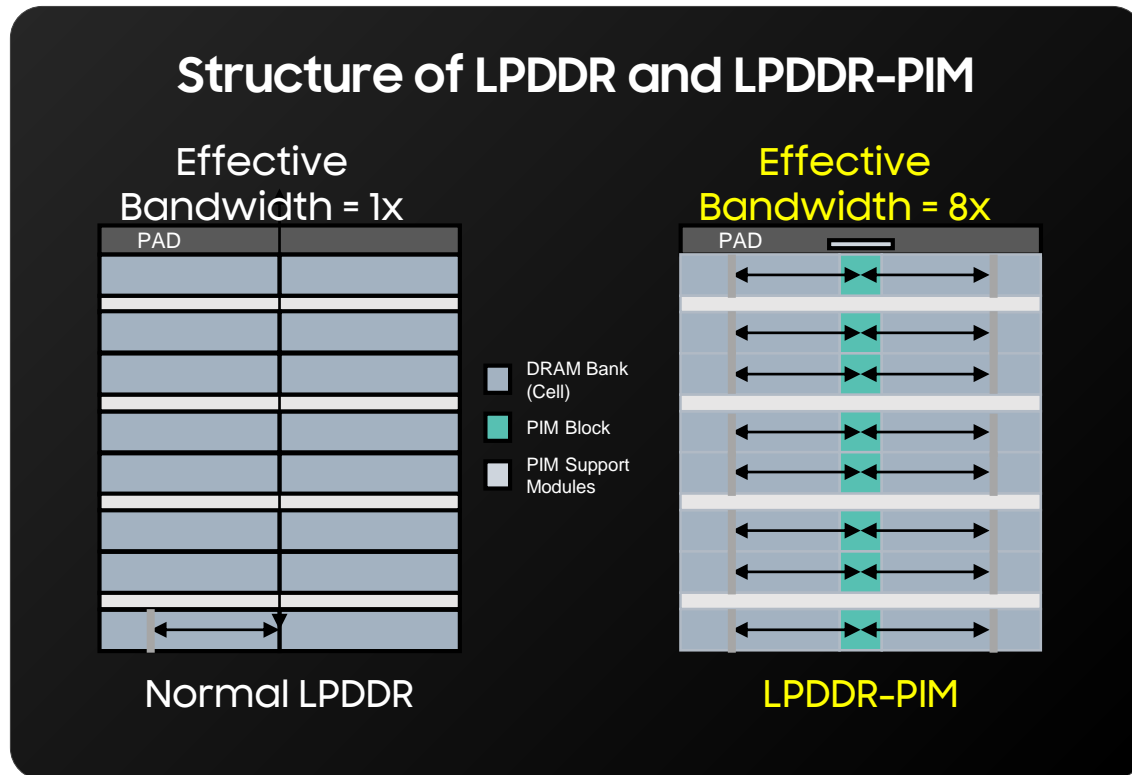 Structure of LPDDR and LPDDR-PIM
Effective
Bandwidth = 1x
PAD
Normal LPDDR
DRAM Bank
(Cell)
PIM Block
PIM Support
Modules
Effective
Bandwidth = 8x
PAD
LPDDR-PIM